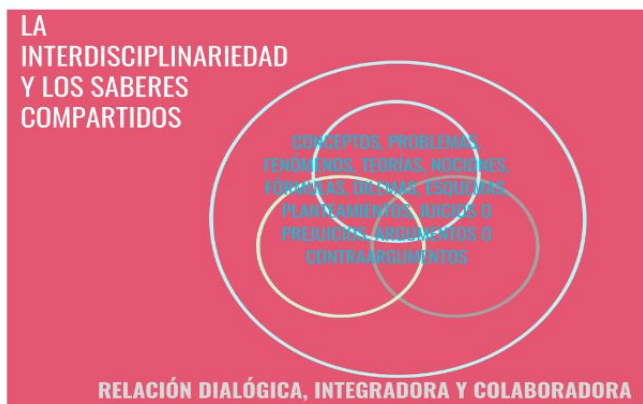 LA
INTERDISCIPLINARIEDAD
Y LOS SABERES
COMPARTIDOS
CONCEPTOS, PROBLEMAS,
FENÓMENOS, TEORÍAS, NOCIONES,
FÓRMULAS, DILEMAS, ESQUEMAS,
PLANTEAMIENTOS, JUICIOS O
PREJUICIOS, ARGUMENTOS O
CONTRAARGUMENTOS
RELACIÓN DIALÓGICA, INTEGRADORA Y COLABORADORA